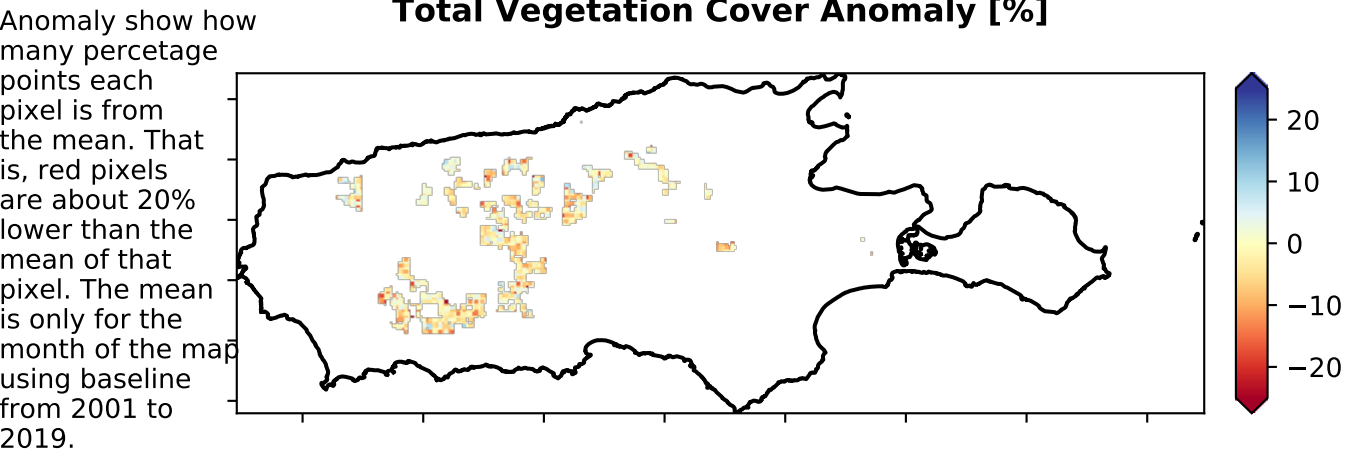 Total Vegetation Cover Anomaly [%]
Anomaly show how
many percetage
points each
pixel is from
the mean. That
is, red pixels
are about 20%
lower than the
mean of that
pixel. The mean
is only for the
month of the map
using baseline
from 2001 to
2019.
20
10
0
−10
−20